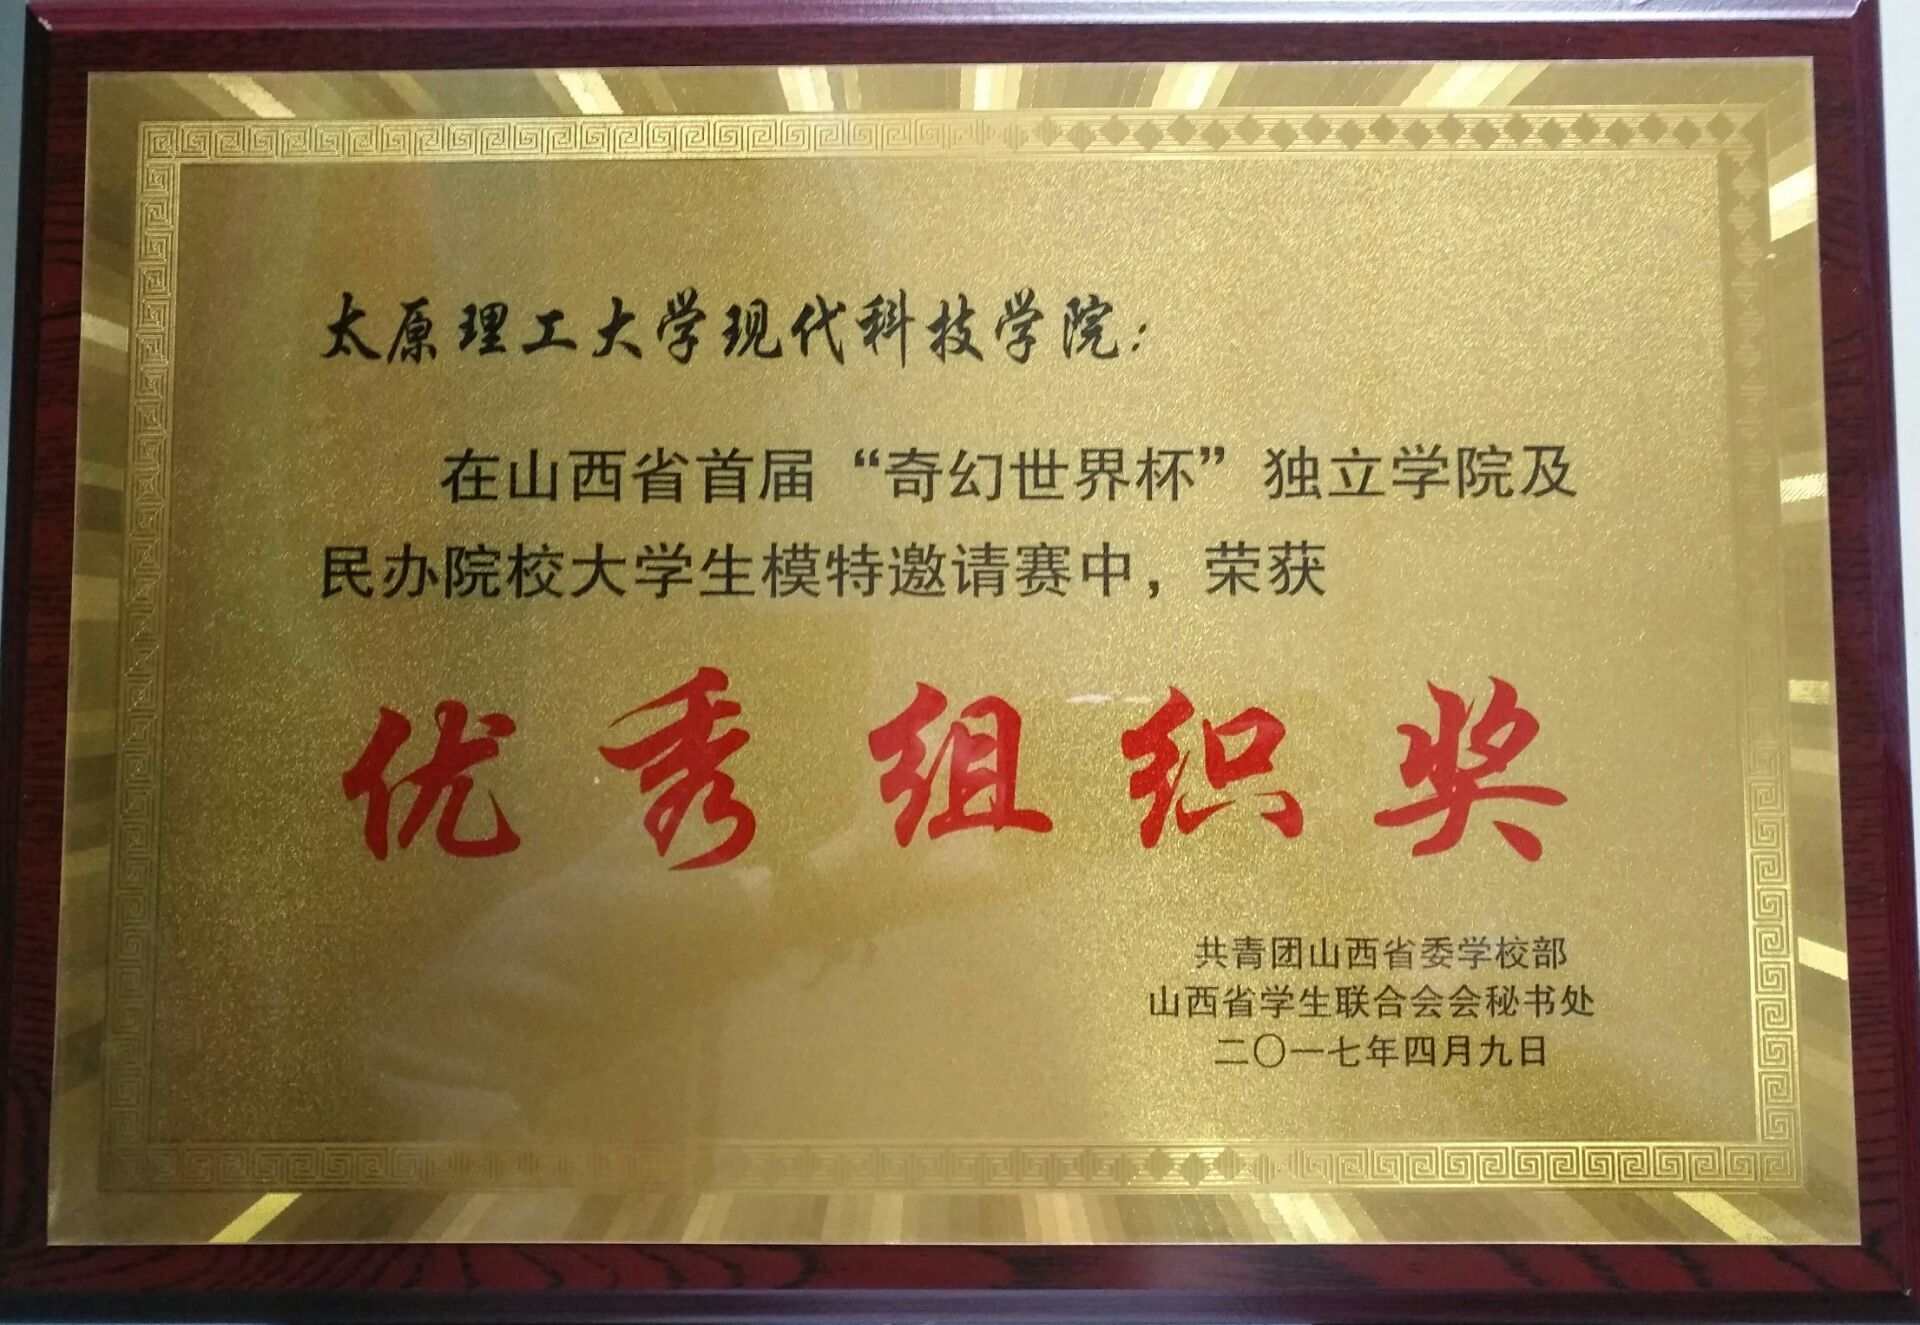 太原理工大学现代科技学院：
在山西省首届“奇幻世界杯”独立学院及
民办院校大学生模特邀请赛中，荣获
优秀组织奖
共青团山西省委学校部
山西省学生联合会会秘书处
二〇一七年四月九日